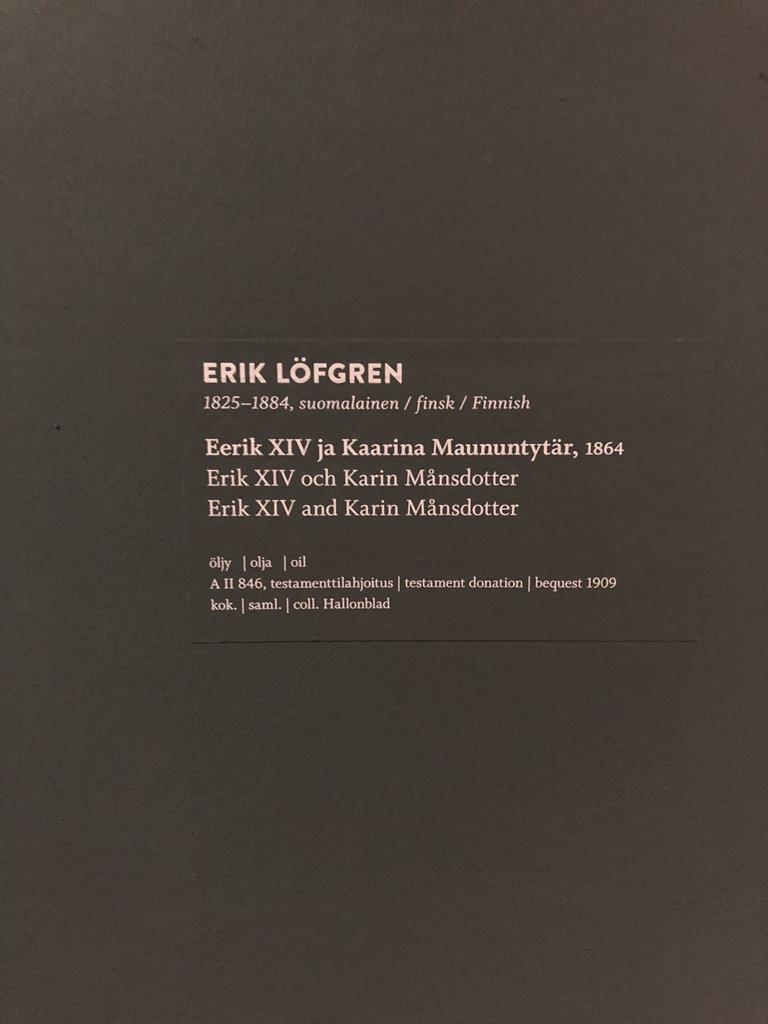 ERIK LÖFGREN
1825–1884, suomalainen / finsk / Finnish
Eerik XIV ja Kaarina Maununtytär, 1864
Erik XIV och Karin Månsdotter
Erik XIV and Karin Månsdotter
öljy | olja | oil
A II 846, testamenttilahjoitus | testament donation | bequest 1909
kok. | saml. | coll. Hallonblad